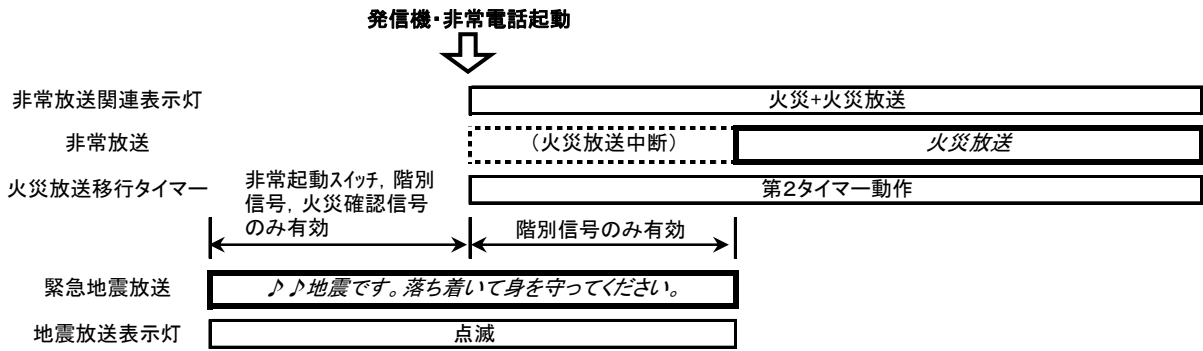 発信機・非常電話起動
非常放送関連表示灯
火災+火災放送
非常放送
（火災放送中断）
火災放送
火災放送移行タイマー
非常起動スイッチ, 階別
信号, 火災確認信号
のみ有効
第2タイマー動作
階別信号のみ有効
緊急地震放送
♪♪地震です。落ち着いて身を守ってください。
地震放送表示灯
点滅